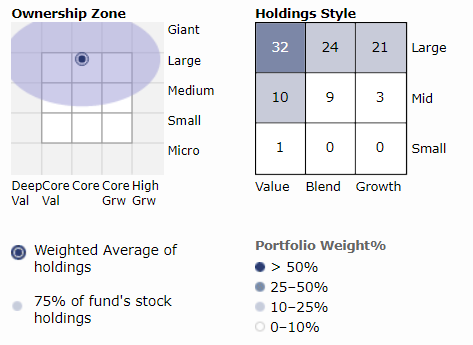 Ownership Zone
Giant
Large
Medium
Small
Micro
Deep Val
Core Val
Core
Core Grw
High Grw
Weighted Average of
holdings
75% of fund's stock
holdings
Holdings Style
32 24 21 Large
10 9 3 Mid
1 0 0 Small
Value Blend Growth
Portfolio Weight%
> 50%
25–50%
10–25%
0–10%